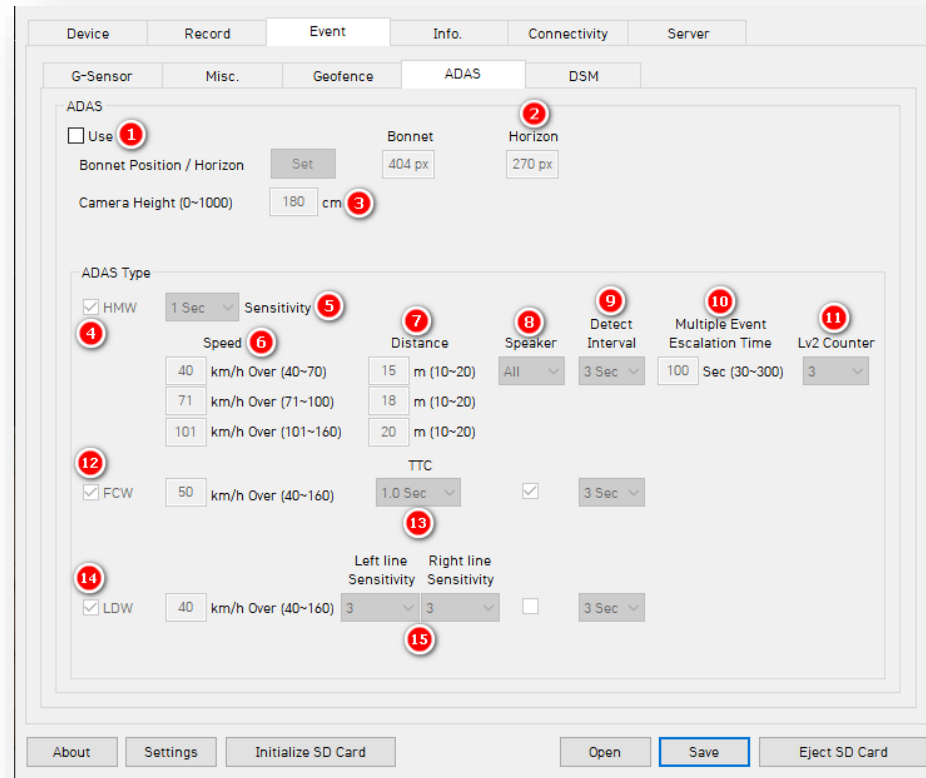 Device Record Event Info. Connectivity Server
G-Sensor Misc. Geofence ADAS DSM
ADAS
Use 1 2
Bonnet Horizon
Bonnet Position / Horizon Set 404 px 270 px
Camera Height (0~1000) 180 cm 3
ADAS Type
HMW 1 Sec Sensitivity 5 7 8 9 10 11
4 Detect Multiple Event
Speed 6 Distance Speaker Interval Escalation Time Lv2 Counter
40 km/h Over (40~70) 15 m (10~20) All 3 Sec 100 Sec (30~300) 3
71 km/h Over (71~100) 18 m (10~20)
101 km/h Over (101~160) 20 m (10~20)
12 TTC
FCW 50 km/h Over (40~160) 1.0 Sec 3 Sec
13
Left line Right line
14 Sensitivity Sensitivity
LDW 40 km/h Over (40~160) 3 3 3 Sec
15
About Settings Initialize SD Card Open Save Eject SD Card